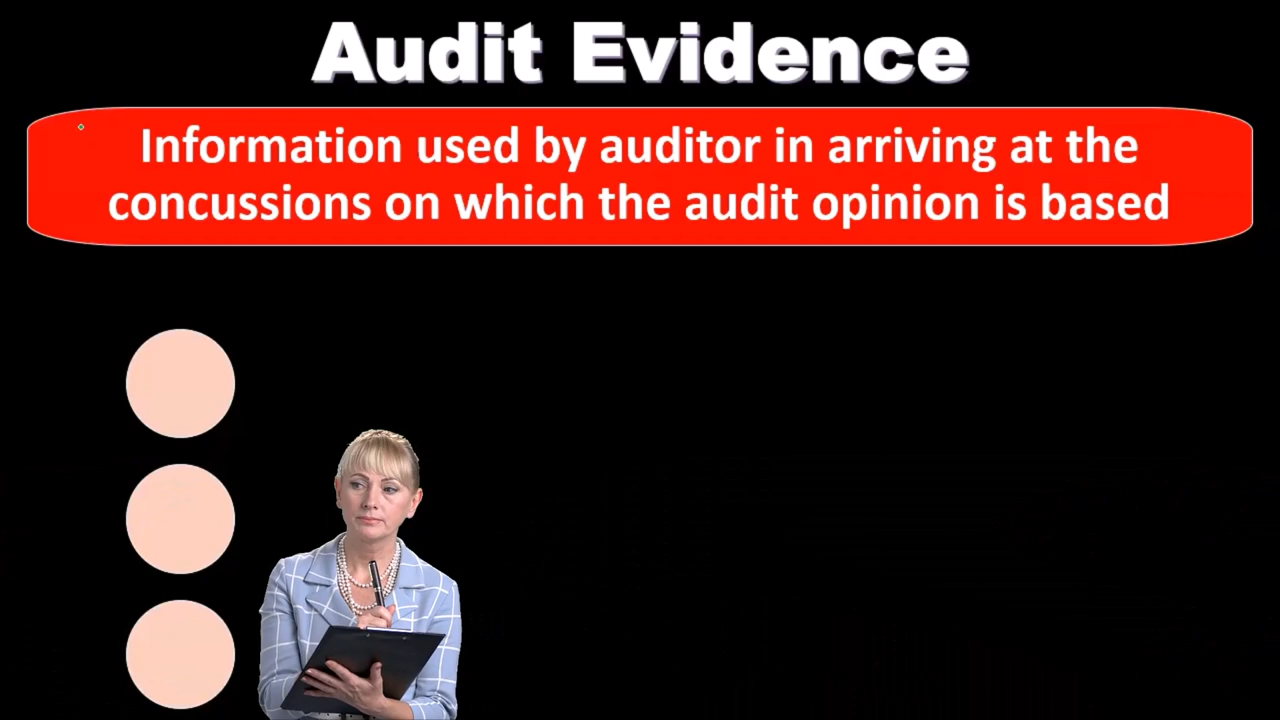 Audit Evidence
Information used by auditor in arriving at the
concussions on which the audit opinion is based